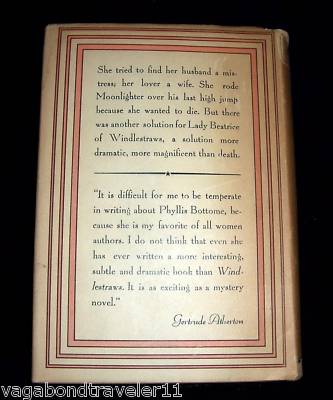 She tried to find her husband a mis-
tress; her lover a wife. She rode
Moonlighter over his last high jump
because she wanted to die. But there
was another solution for Lady Beatrice
of Windlestraws, a solution more
dramatic, more magnificent than death.
"It is difficult for me to be temperate
in writing about Phyllis Bottome, be-
cause she is my favorite of all women
authors. I do not think that even she
has ever written a more interesting,
subtle and dramatic book than Wind-
lestraws. It is as exciting as a mystery
novel."
Gertrude Atherton
vagabondtraveler11